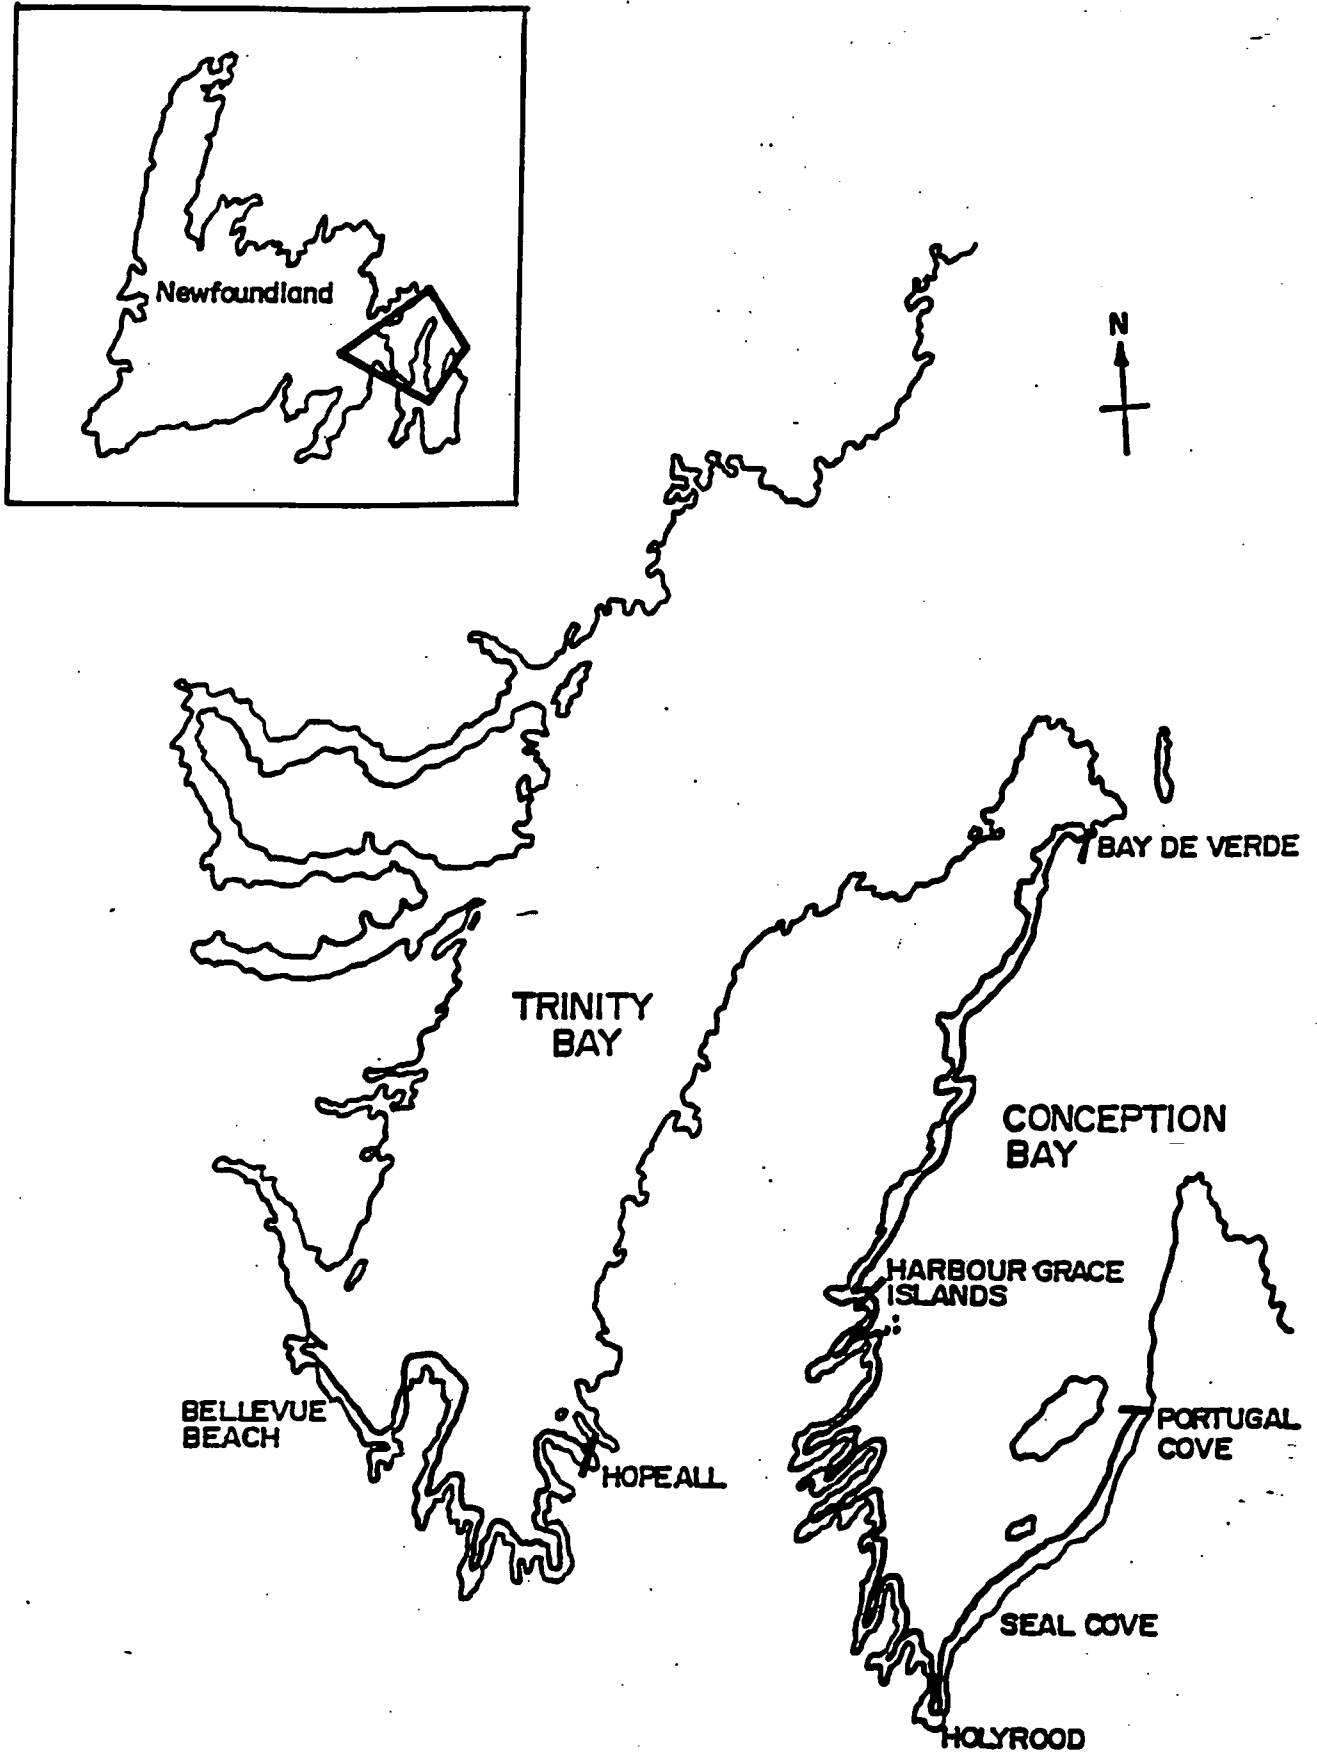 Newfoundland
N
BAY DE VERDE
TRINITY
BAY
CONCEPTION
BAY
HARBOUR GRACE
ISLANDS
BELLEVUE
BEACH
PORTUGAL
COVE
HOPEALL
SEAL COVE
HOLYROOD